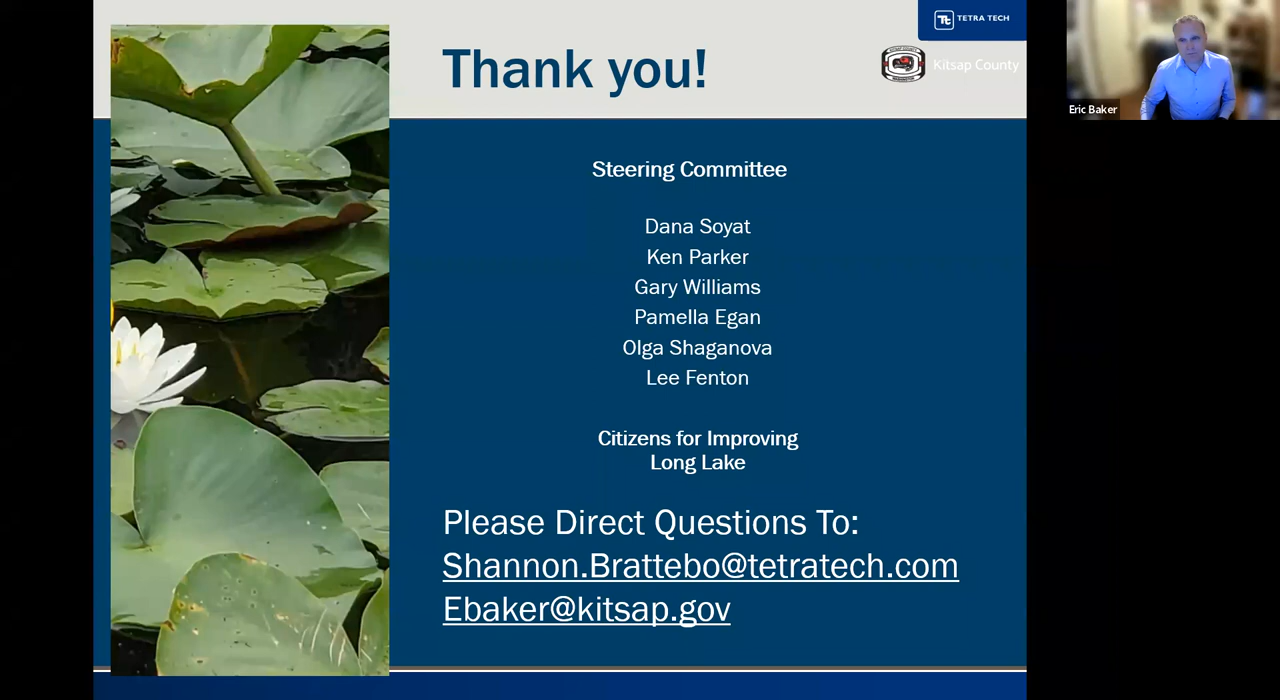 Tt TETRA TECH
Thank you!
Kitsap County
Eric Baker
Steering Committee
Dana Soyat
Ken Parker
Gary Williams
Pamella Egan
Olga Shaganova
Lee Fenton
Citizens for Improving
Long Lake
Please Direct Questions To:
Shannon.Brattebo@tetratech.com
Ebaker@kitsap.gov